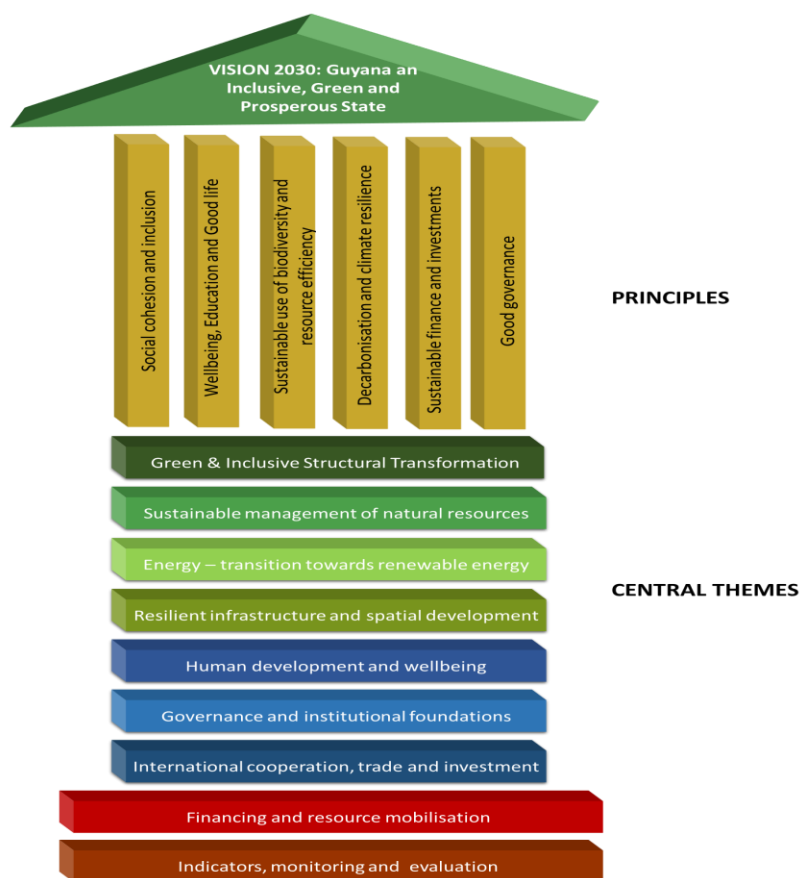 VISION 2030: Guyana an
Inclusive, Green and
Prosperous State
Social cohesion and inclusion
Wellbeing, Education and Good life
Sustainable use of biodiversity and
resource efficiency
Decarbonisation and climate resilience
Sustainable finance and investments
Good governance
PRINCIPLES
Green & Inclusive Structural Transformation
Sustainable management of natural resources
Energy – transition towards renewable energy
Resilient infrastructure and spatial development
Human development and wellbeing
Governance and institutional foundations
International cooperation, trade and investment
CENTRAL THEMES
Financing and resource mobilisation
Indicators, monitoring and evaluation